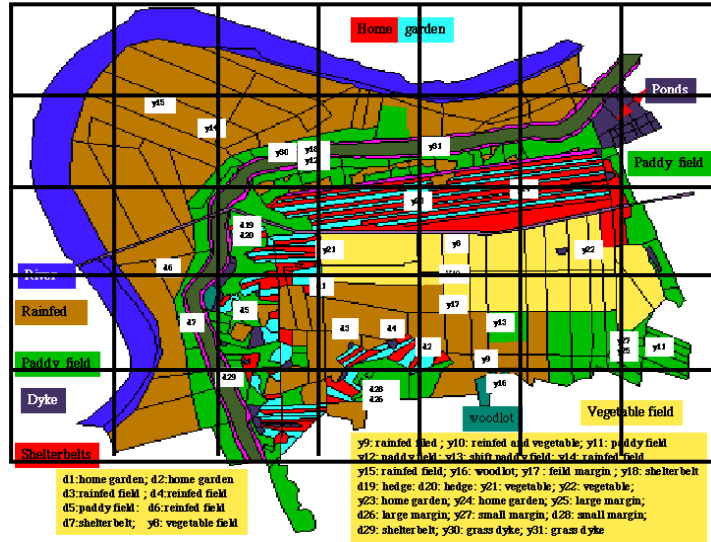 Home garden
y15
Ponds
y14
y30
y18
y12
y31
Paddy field
d19
d20
y21
y8
y22
d6
River
Rainfed
d5
y17
d7
d3
d4
d2
y13
y27
y25
y11
y9
Paddy field
d29
d28
d26
y16
Dyke
woodlot
Vegetable field
Shelterbelts
y9: rainfed filed ; y10: reinfed and vegetable; y11: paddy field
y12: paddy field; y13: shift paddy field; y14: rainfed field
y15: rainfed field; y16: woodlot; y17 : feild margin ; y18: shelterbelt
d19: hedge: d20: hedge; y21: vegetable; y22: vegetable;
y23: home garden; y24: home garden; y25: large margin;
d26: large margin; y27: small margin; d28: small margin;
d29: shelterbelt; y30: grass dyke; y31: grass dyke
d1:home garden; d2:home garden
d3:rainfed field ; d4:reinfed field
d5:paddy field: d6:reinfed field
d7:shelterbelt; y8: vegetable field